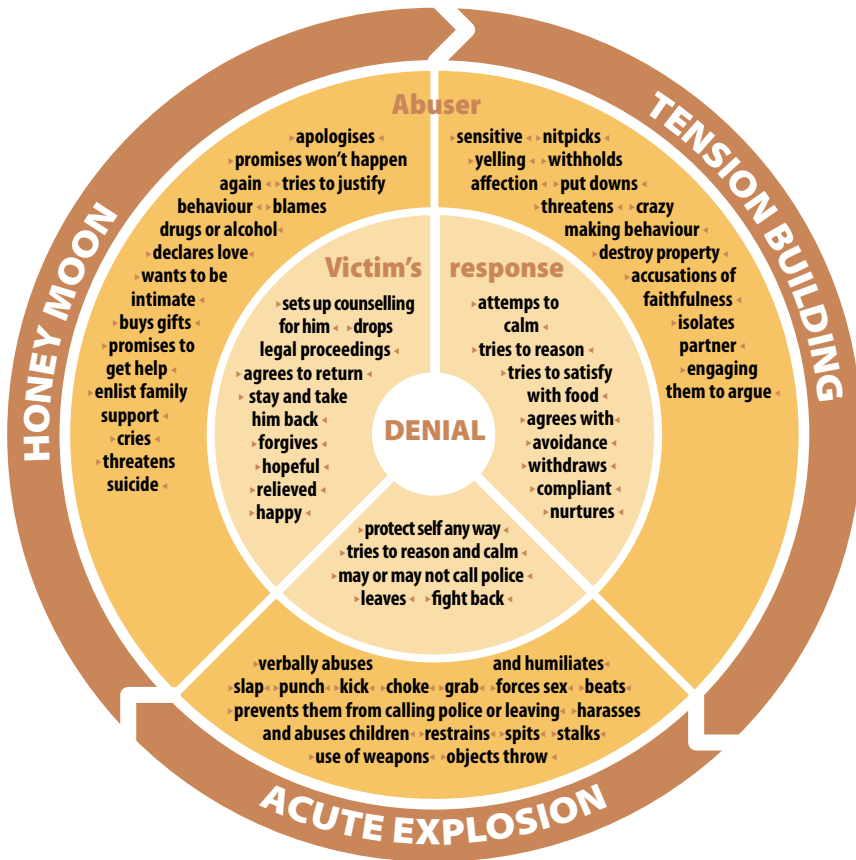 HONEY MOON
TENSION BUILDING
ACUTE EXPLOSION
Abuser
apologises
promises won't happen
again tries to justify
behaviour blames
drugs or alcohol
declares love
wants to be
intimate
buys gifts
promises to
get help
enlist family
support
cries
threatens
suicide
sensitive nitpicks
yelling withholds
affection put downs
threatens crazy
making behaviour
destroy property
accusations of
faithfulness
isolates
partner
engaging
them to argue
Victim's response
sets up counselling
for him drops
legal proceedings
agrees to return
stay and take
him back
forgives
hopeful
relieved
happy
attemps to
calm
tries to reason
tries to satisfy
with food
agrees with
avoidance
withdraws
compliant
nurtures
DENIAL
protect self any way
tries to reason and calm
may or may not call police
leaves fight back
verbally abuses and humiliates
slap punch kick choke grab forces sex beats
prevents them from calling police or leaving harasses
and abuses children restrains spits stalks
use of weapons objects throw